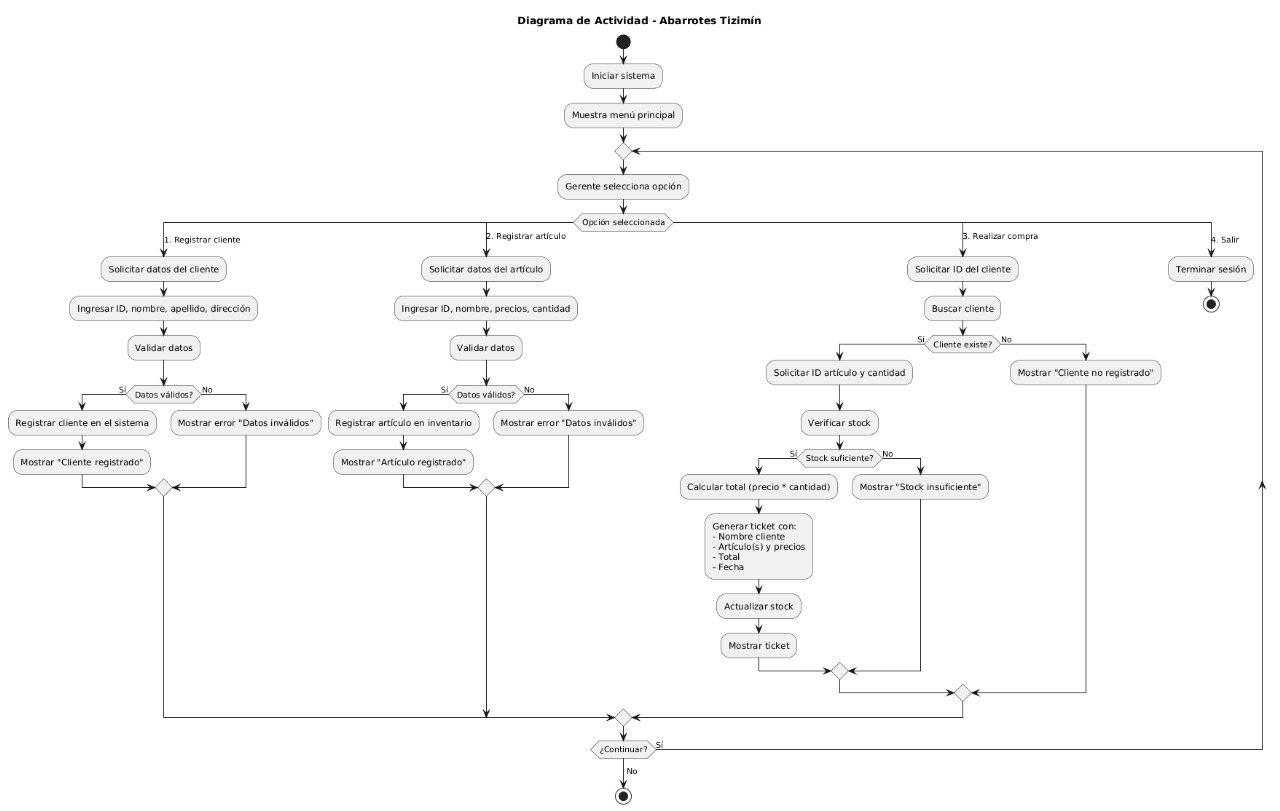 Diagrama de Actividad - Abarrotes Tizimín
Iniciar sistema
Muestra menú principal
Gerente selecciona opción
Opción seleccionada
1. Registrar cliente
Solicitar datos del cliente
Ingresar ID, nombre, apellido, dirección
Validar datos
Sí
Datos válidos?
No
Registrar cliente en el sistema
Mostrar error "Datos inválidos"
Mostrar "Cliente registrado"
2. Registrar artículo
Solicitar datos del artículo
Ingresar ID, nombre, precios, cantidad
Validar datos
Sí
Datos válidos?
No
Registrar artículo en inventario
Mostrar error "Datos inválidos"
Mostrar "Artículo registrado"
3. Realizar compra
Solicitar ID del cliente
Buscar cliente
Sí
Cliente existe?
No
Solicitar ID artículo y cantidad
Mostrar "Cliente no registrado"
Verificar stock
Sí
Stock suficiente?
No
Calcular total (precio * cantidad)
Mostrar "Stock insuficiente"
Generar ticket con:
- Nombre cliente
- Artículo(s) y precios
- Total
- Fecha
Actualizar stock
Mostrar ticket
4. Salir
Terminar sesión
¿Continuar?
Sí
No